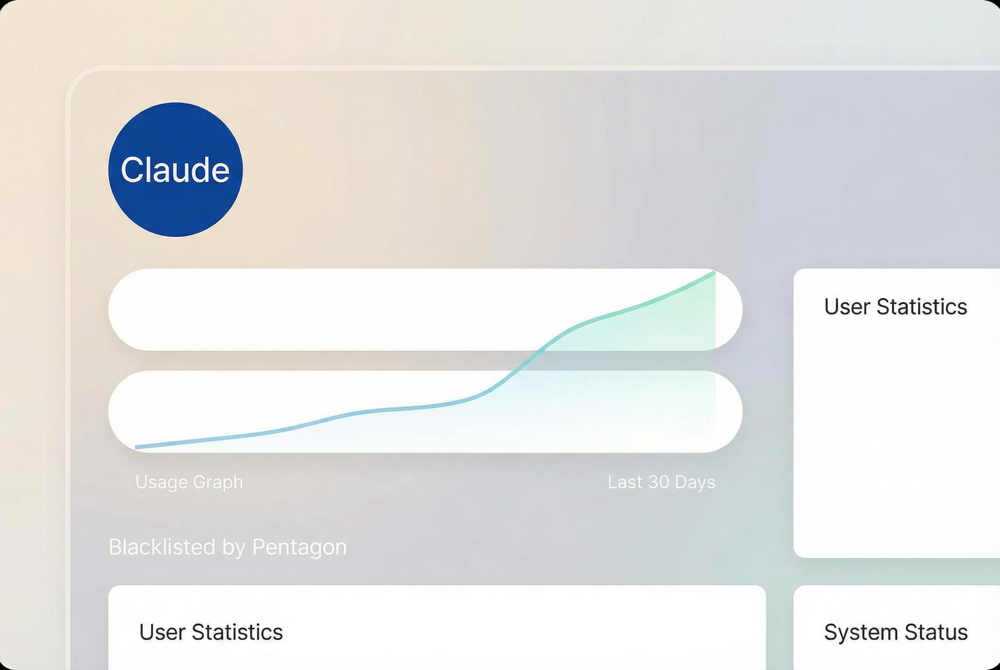 Claude
User Statistics
Usage Graph
Last 30 Days
Blacklisted by Pentagon
User Statistics
System Status